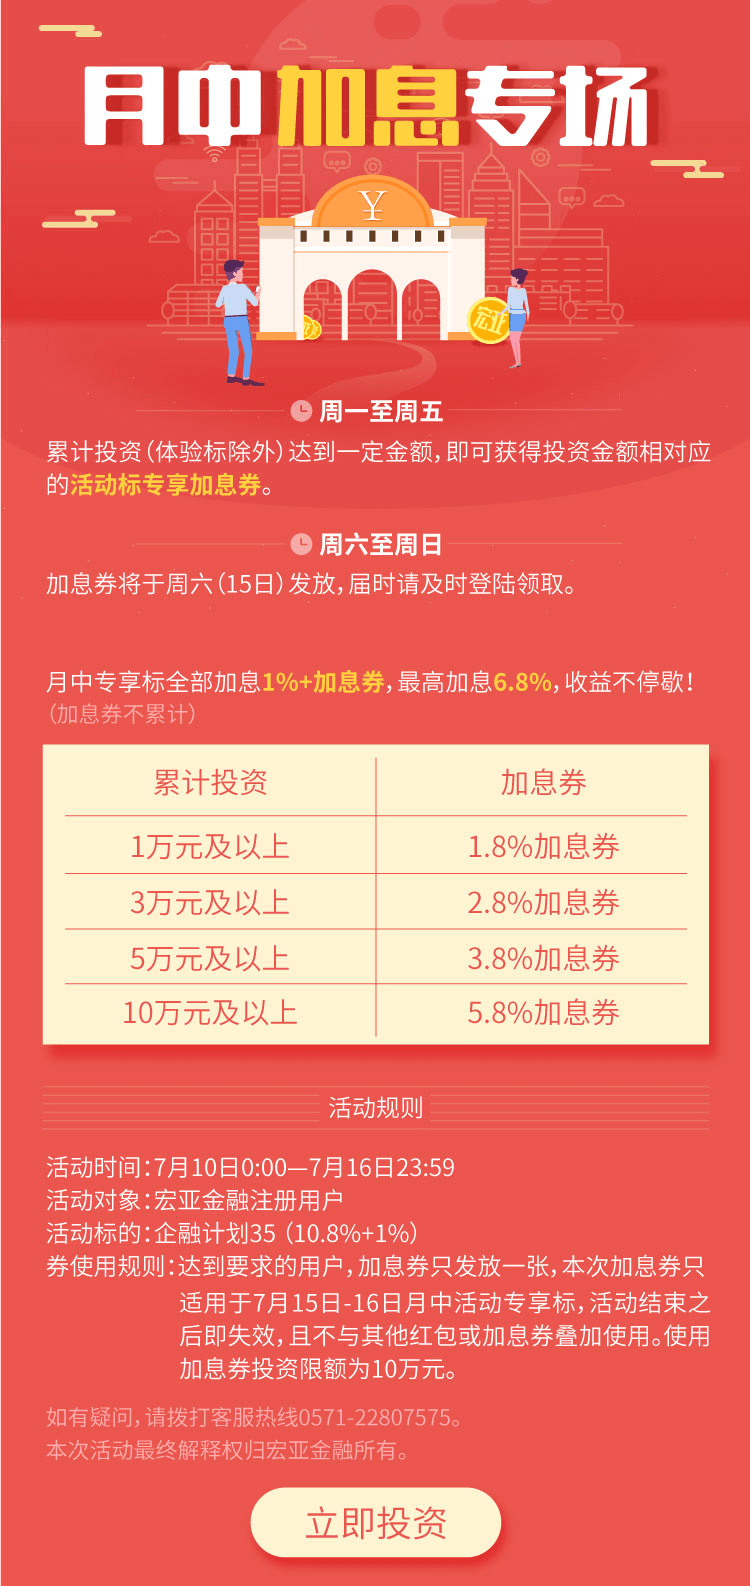 月中加息专场
¥
宏亚
周一至周五
累计投资(体验标除外)达到一定金额,即可获得投资金额相对应
的活动标专享加息券。
周六至周日
加息券将于周六(15日)发放,届时请及时登陆领取。
月中专享标全部加息1%+加息券,最高加息6.8%,收益不停歇!
(加息券不累计)
累计投资 加息券
1万元及以上 1.8%加息券
3万元及以上 2.8%加息券
5万元及以上 3.8%加息券
10万元及以上 5.8%加息券
活动规则
活动时间:7月10日0:00—7月16日23:59
活动对象:宏亚金融注册用户
活动标的:企融计划35(10.8%+1%)
券使用规则:达到要求的用户,加息券只发放一张,本次加息券只
适用于7月15日-16日月中活动专享标,活动结束之
后即失效,且不与其他红包或加息券叠加使用。使用
加息券投资限额为10万元。
如有疑问,请拨打客服热线0571-22807575。
本次活动最终解释权归宏亚金融所有。
立即投资